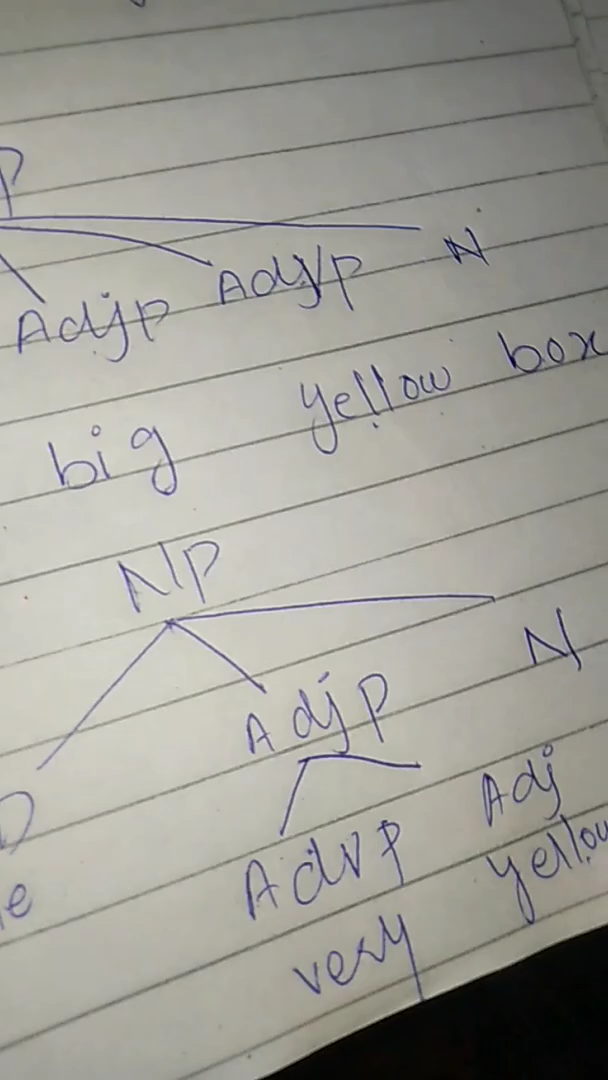 P
Adjp Adjp N
big yellow box
NP
AdjP N
D AdvP Adj
e very yellow